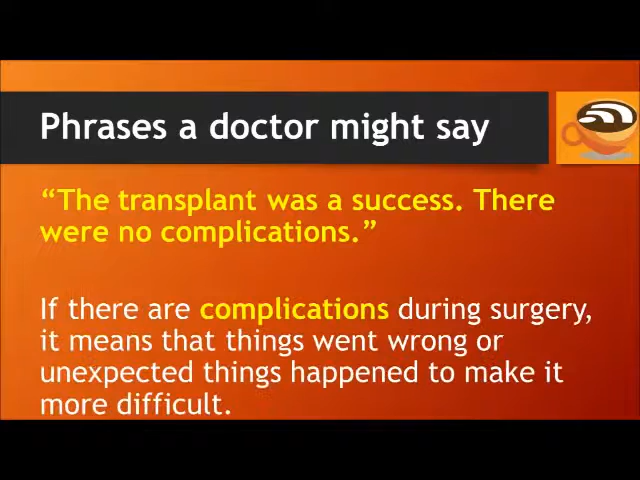 Phrases a doctor might say
“The transplant was a success. There
were no complications.”
If there are complications during surgery,
it means that things went wrong or
unexpected things happened to make it
more difficult.